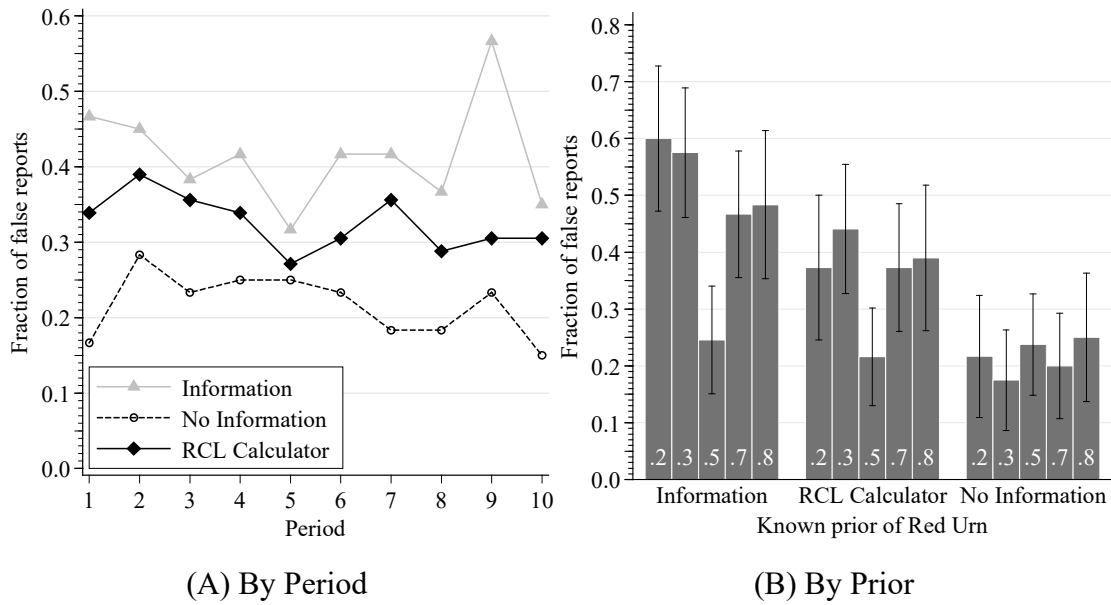 Fraction of false reports
0.6
0.5
0.4
0.3
0.2
0.1
0.0
Information
No Information
RCL Calculator
1 2 3 4 5 6 7 8 9 10
Period
(A) By Period
Fraction of false reports
0.8
0.7
0.6
0.5
0.4
0.3
0.2
0.1
0.0
.2 .3 .5 .7 .8 .2 .3 .5 .7 .8 .2 .3 .5 .7 .8
Information RCL Calculator No Information
Known prior of Red Urn
(B) By Prior